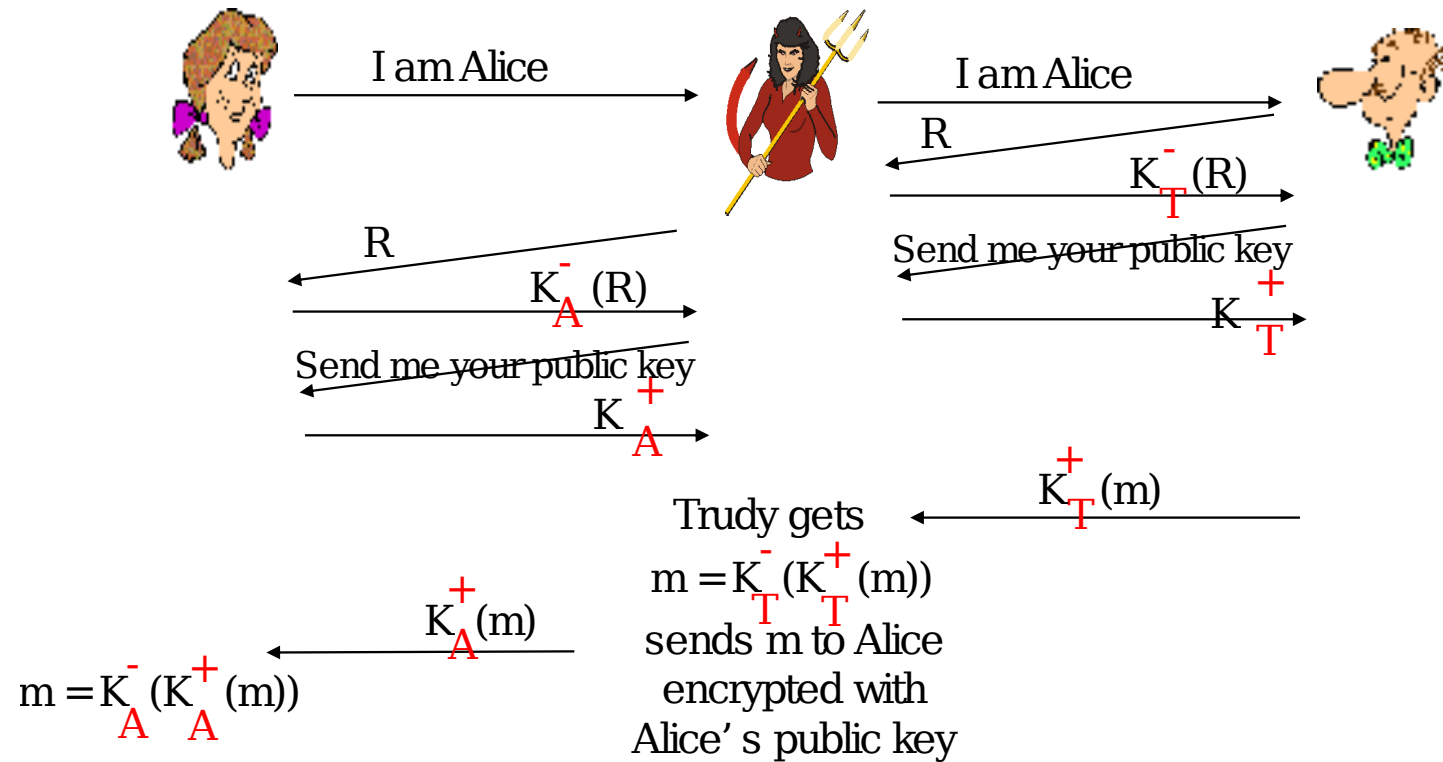 I am Alice
I am Alice
R
K
-
T
(R)
R
Send me your public key
K
-
A
(R)
K
+
T
Send me your public key
K
+
A
K
+
T
(m)
Trudy gets
m = K
-
T
(K
+
T
(m))
sends m to Alice
encrypted with
Alice’ s public key
K
+
A
(m)
m = K
-
A
(K
+
A
(m))